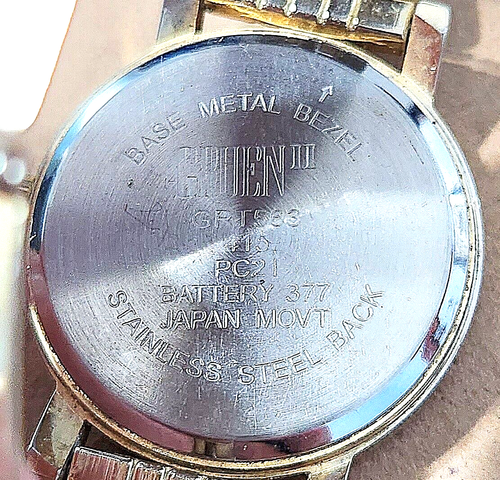 BASE METAL BEZEL
GRUEN II
GRT563
PC21
BATTERY 377
JAPAN MOVT
STAINLESS STEEL BACK